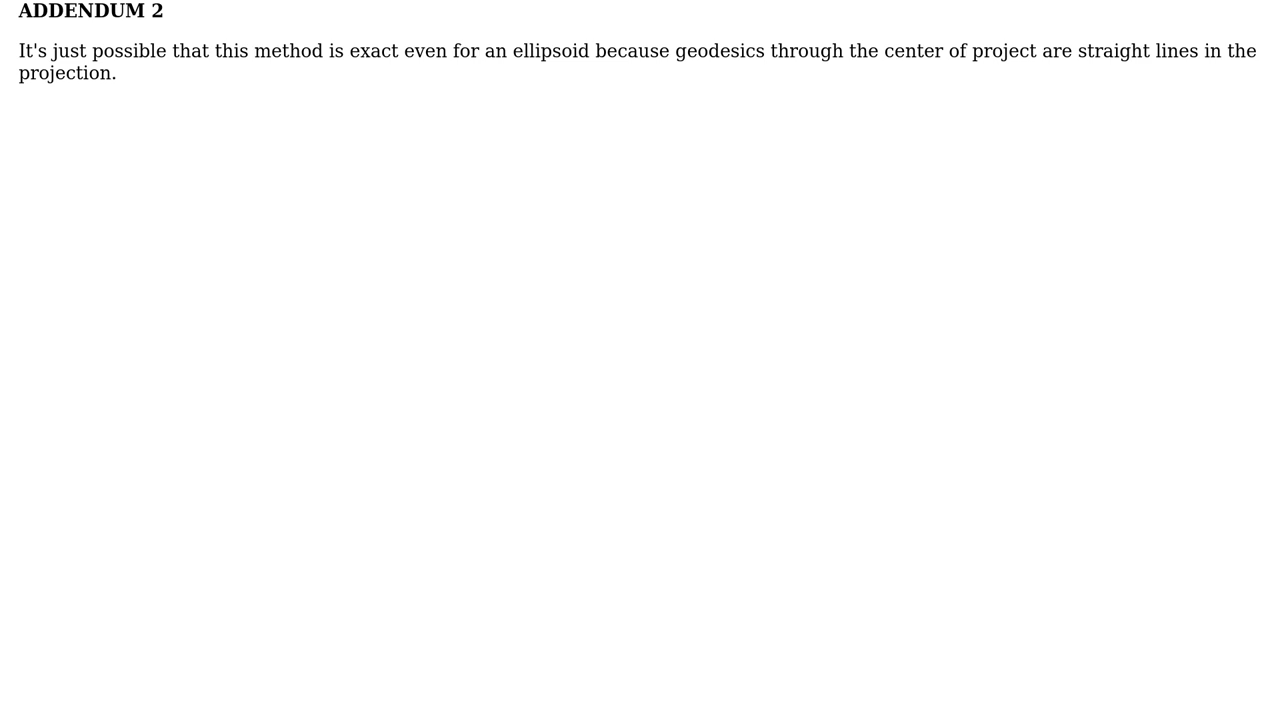 ADDENDUM 2
It's just possible that this method is exact even for an ellipsoid because geodesics through the center of project are straight lines in the
projection.